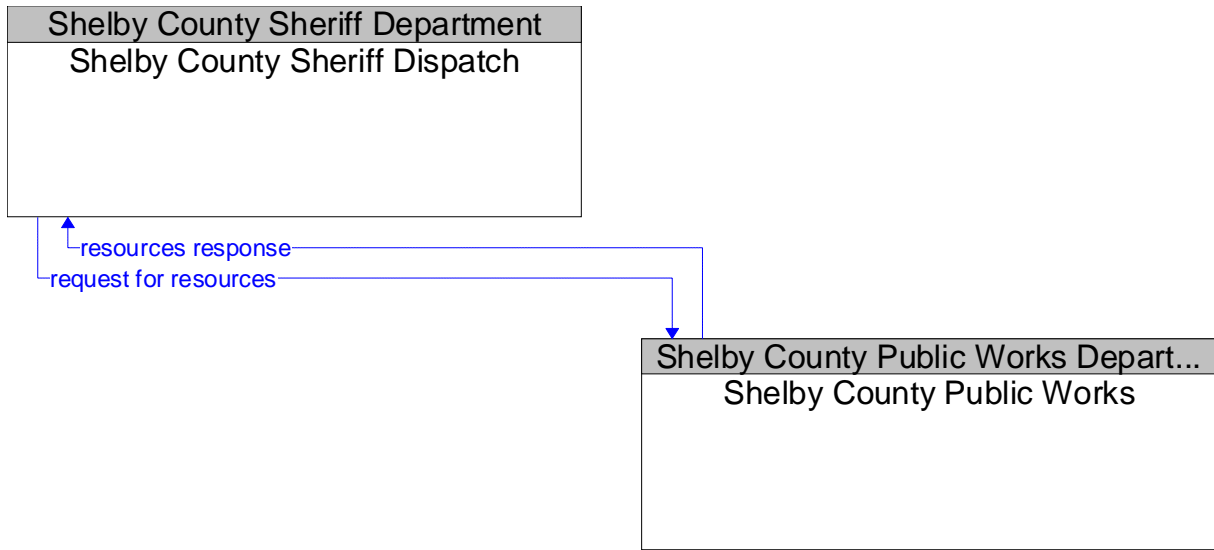 Shelby County Sheriff Department
Shelby County Sheriff Dispatch
resources response
request for resources
Shelby County Public Works Depart...
Shelby County Public Works